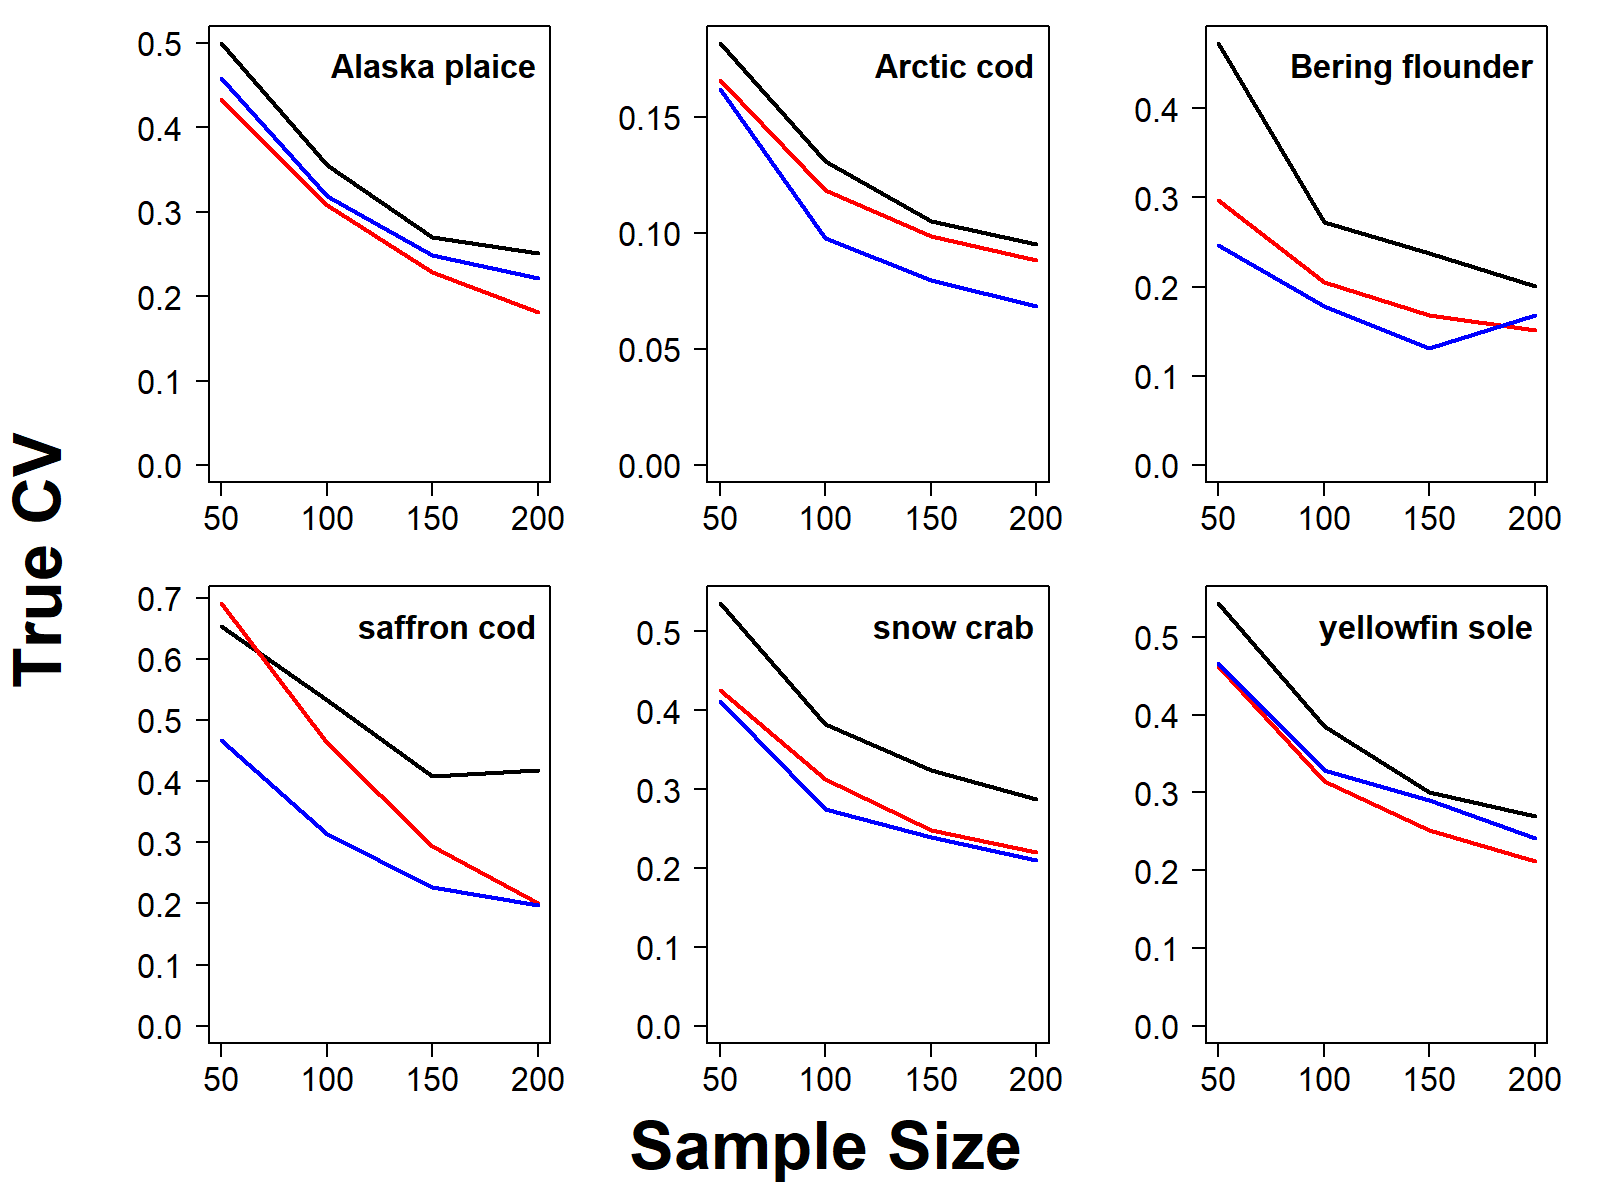 True CV
Alaska plaice
0.5
0.4
0.3
0.2
0.1
0.0
50 100 150 200
Arctic cod
0.15
0.10
0.05
0.00
50 100 150 200
Bering flounder
0.4
0.3
0.2
0.1
0.0
50 100 150 200
saffron cod
0.7
0.6
0.5
0.4
0.3
0.2
0.1
0.0
50 100 150 200
snow crab
0.5
0.4
0.3
0.2
0.1
0.0
50 100 150 200
yellowfin sole
0.5
0.4
0.3
0.2
0.1
0.0
50 100 150 200
Sample Size